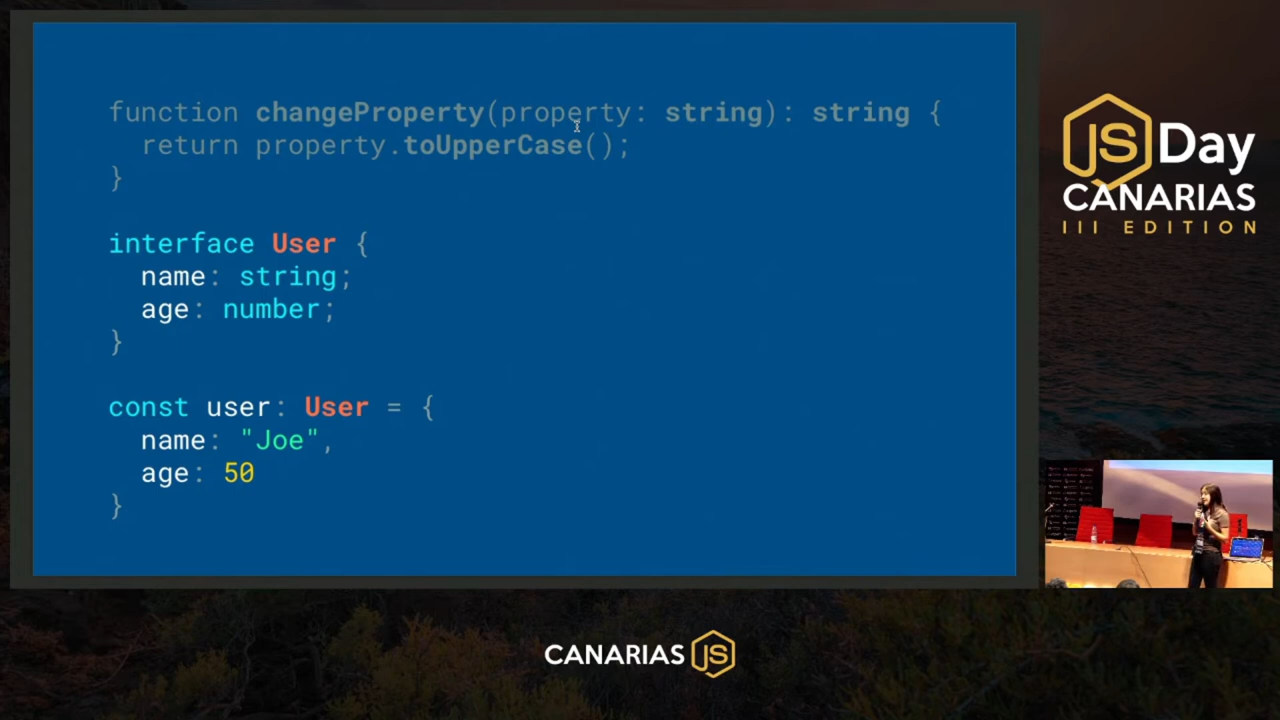 function changeProperty(property: string): string {
  return property.toUpperCase();
}
interface User {
  name: string;
  age: number;
}
const user: User = {
  name: "Joe",
  age: 50
}
JS Day
CANARIAS
III EDITION
CANARIAS JS